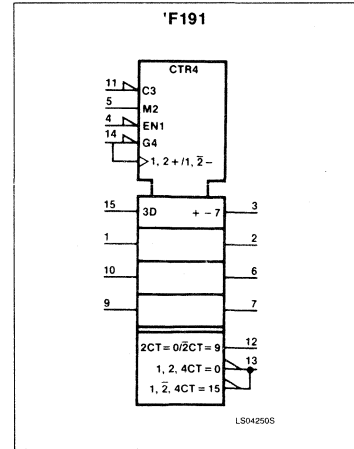 'F191
CTR4
11 C3
5 M2
4 EN1
14 G4
1, 2 + /1, 2̅ −
15 3D + − 7 3
1 2
10 6
9 7
2CT = 0/2̅CT = 9 12
1, 2, 4CT = 0 13
1, 2̅, 4CT = 15
LS04250S